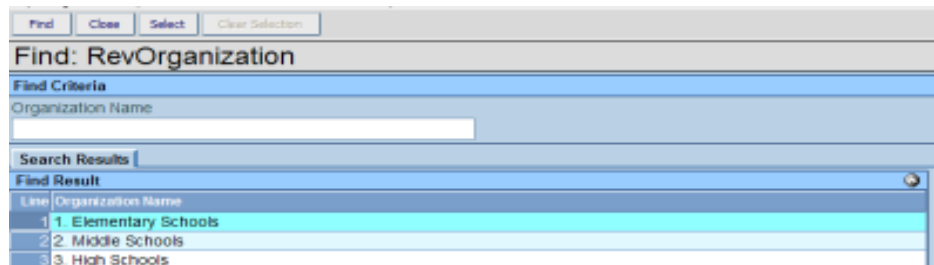 Find Close Select Clear Selection
Find: RevOrganization
Find Criteria
Organization Name
Search Results
Find Result
Line Organization Name
1 1. Elementary Schools
2 2. Middle Schools
3 3. High Schools